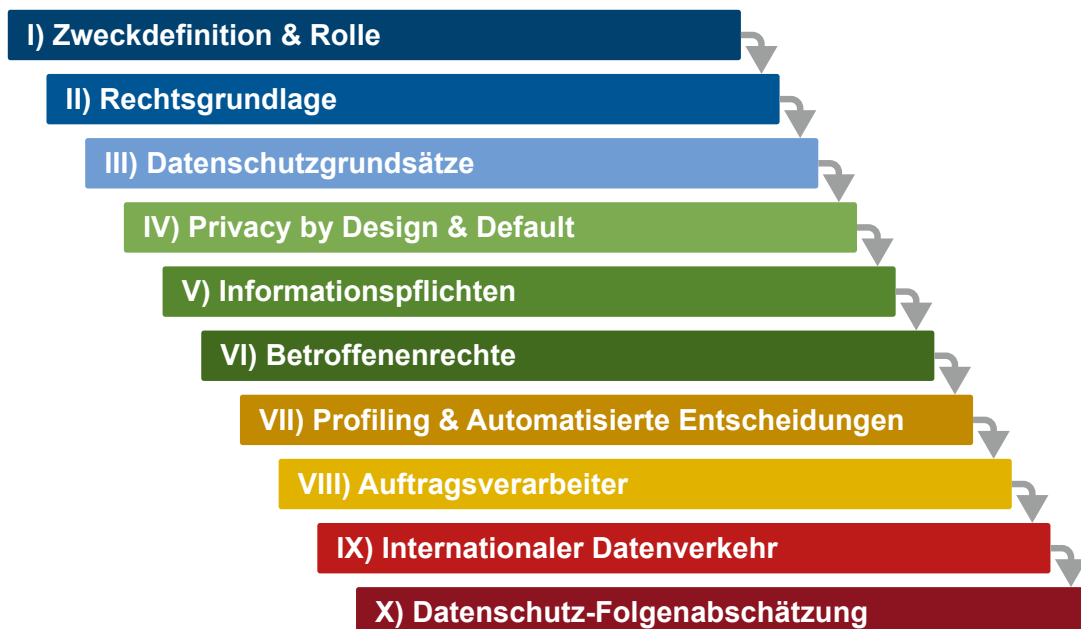 I) Zweckdefinition & Rolle
II) Rechtsgrundlage
III) Datenschutzgrundsätze
IV) Privacy by Design & Default
V) Informationspflichten
VI) Betroffenenrechte
VII) Profiling & Automatisierte Entscheidungen
VIII) Auftragsverarbeiter
IX) Internationaler Datenverkehr
X) Datenschutz-Folgenabschätzung